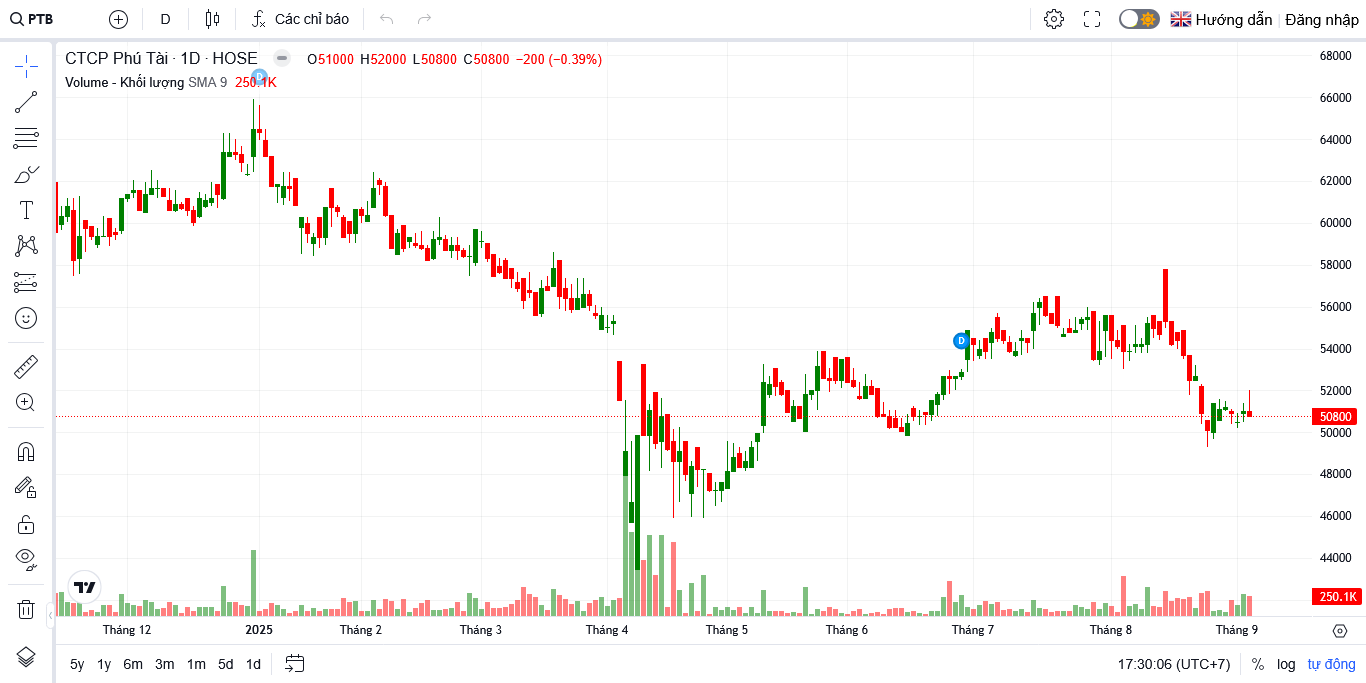 PTB D Các chỉ báo Hướng dẫn Đăng nhập
CTCP Phú Tài · 1D · HOSE O51000 H52000 L50800 C50800 −200 (−0.39%)
Volume - Khối lượng SMA 9 250.1K
D
D
68000
66000
64000
62000
60000
58000
56000
54000
52000
50800
50000
48000
46000
44000
250.1K
Tháng 12 2025 Tháng 2 Tháng 3 Tháng 4 Tháng 5 Tháng 6 Tháng 7 Tháng 8 Tháng 9
5y 1y 6m 3m 1m 5d 1d 17:30:06 (UTC+7) % log tự động